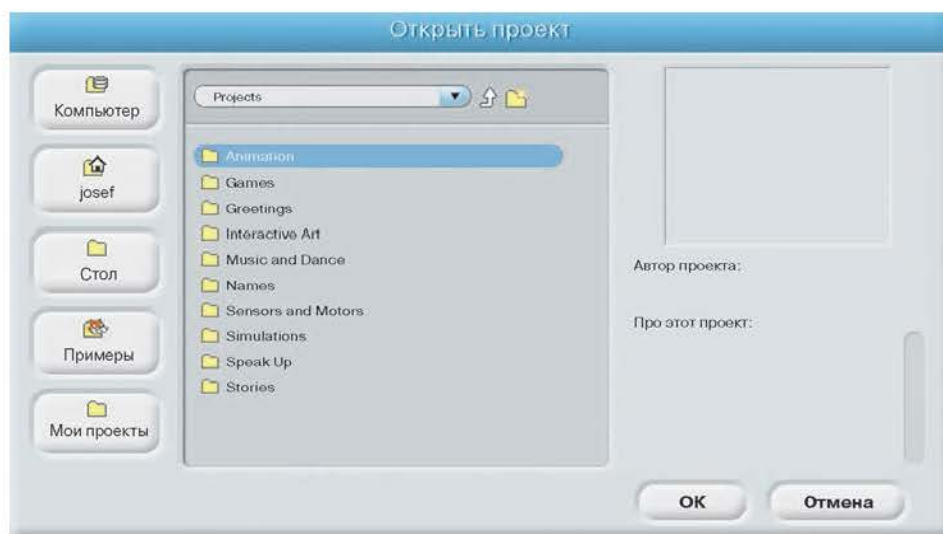 Открыть проект
Компьютер
josef
Стол
Примеры
Мои проекты
Projects
Animation
Games
Greetings
Interactive Art
Music and Dance
Names
Sensors and Motors
Simulations
Speak Up
Stories
Автор проекта:
Про этот проект:
ОК
Отмена